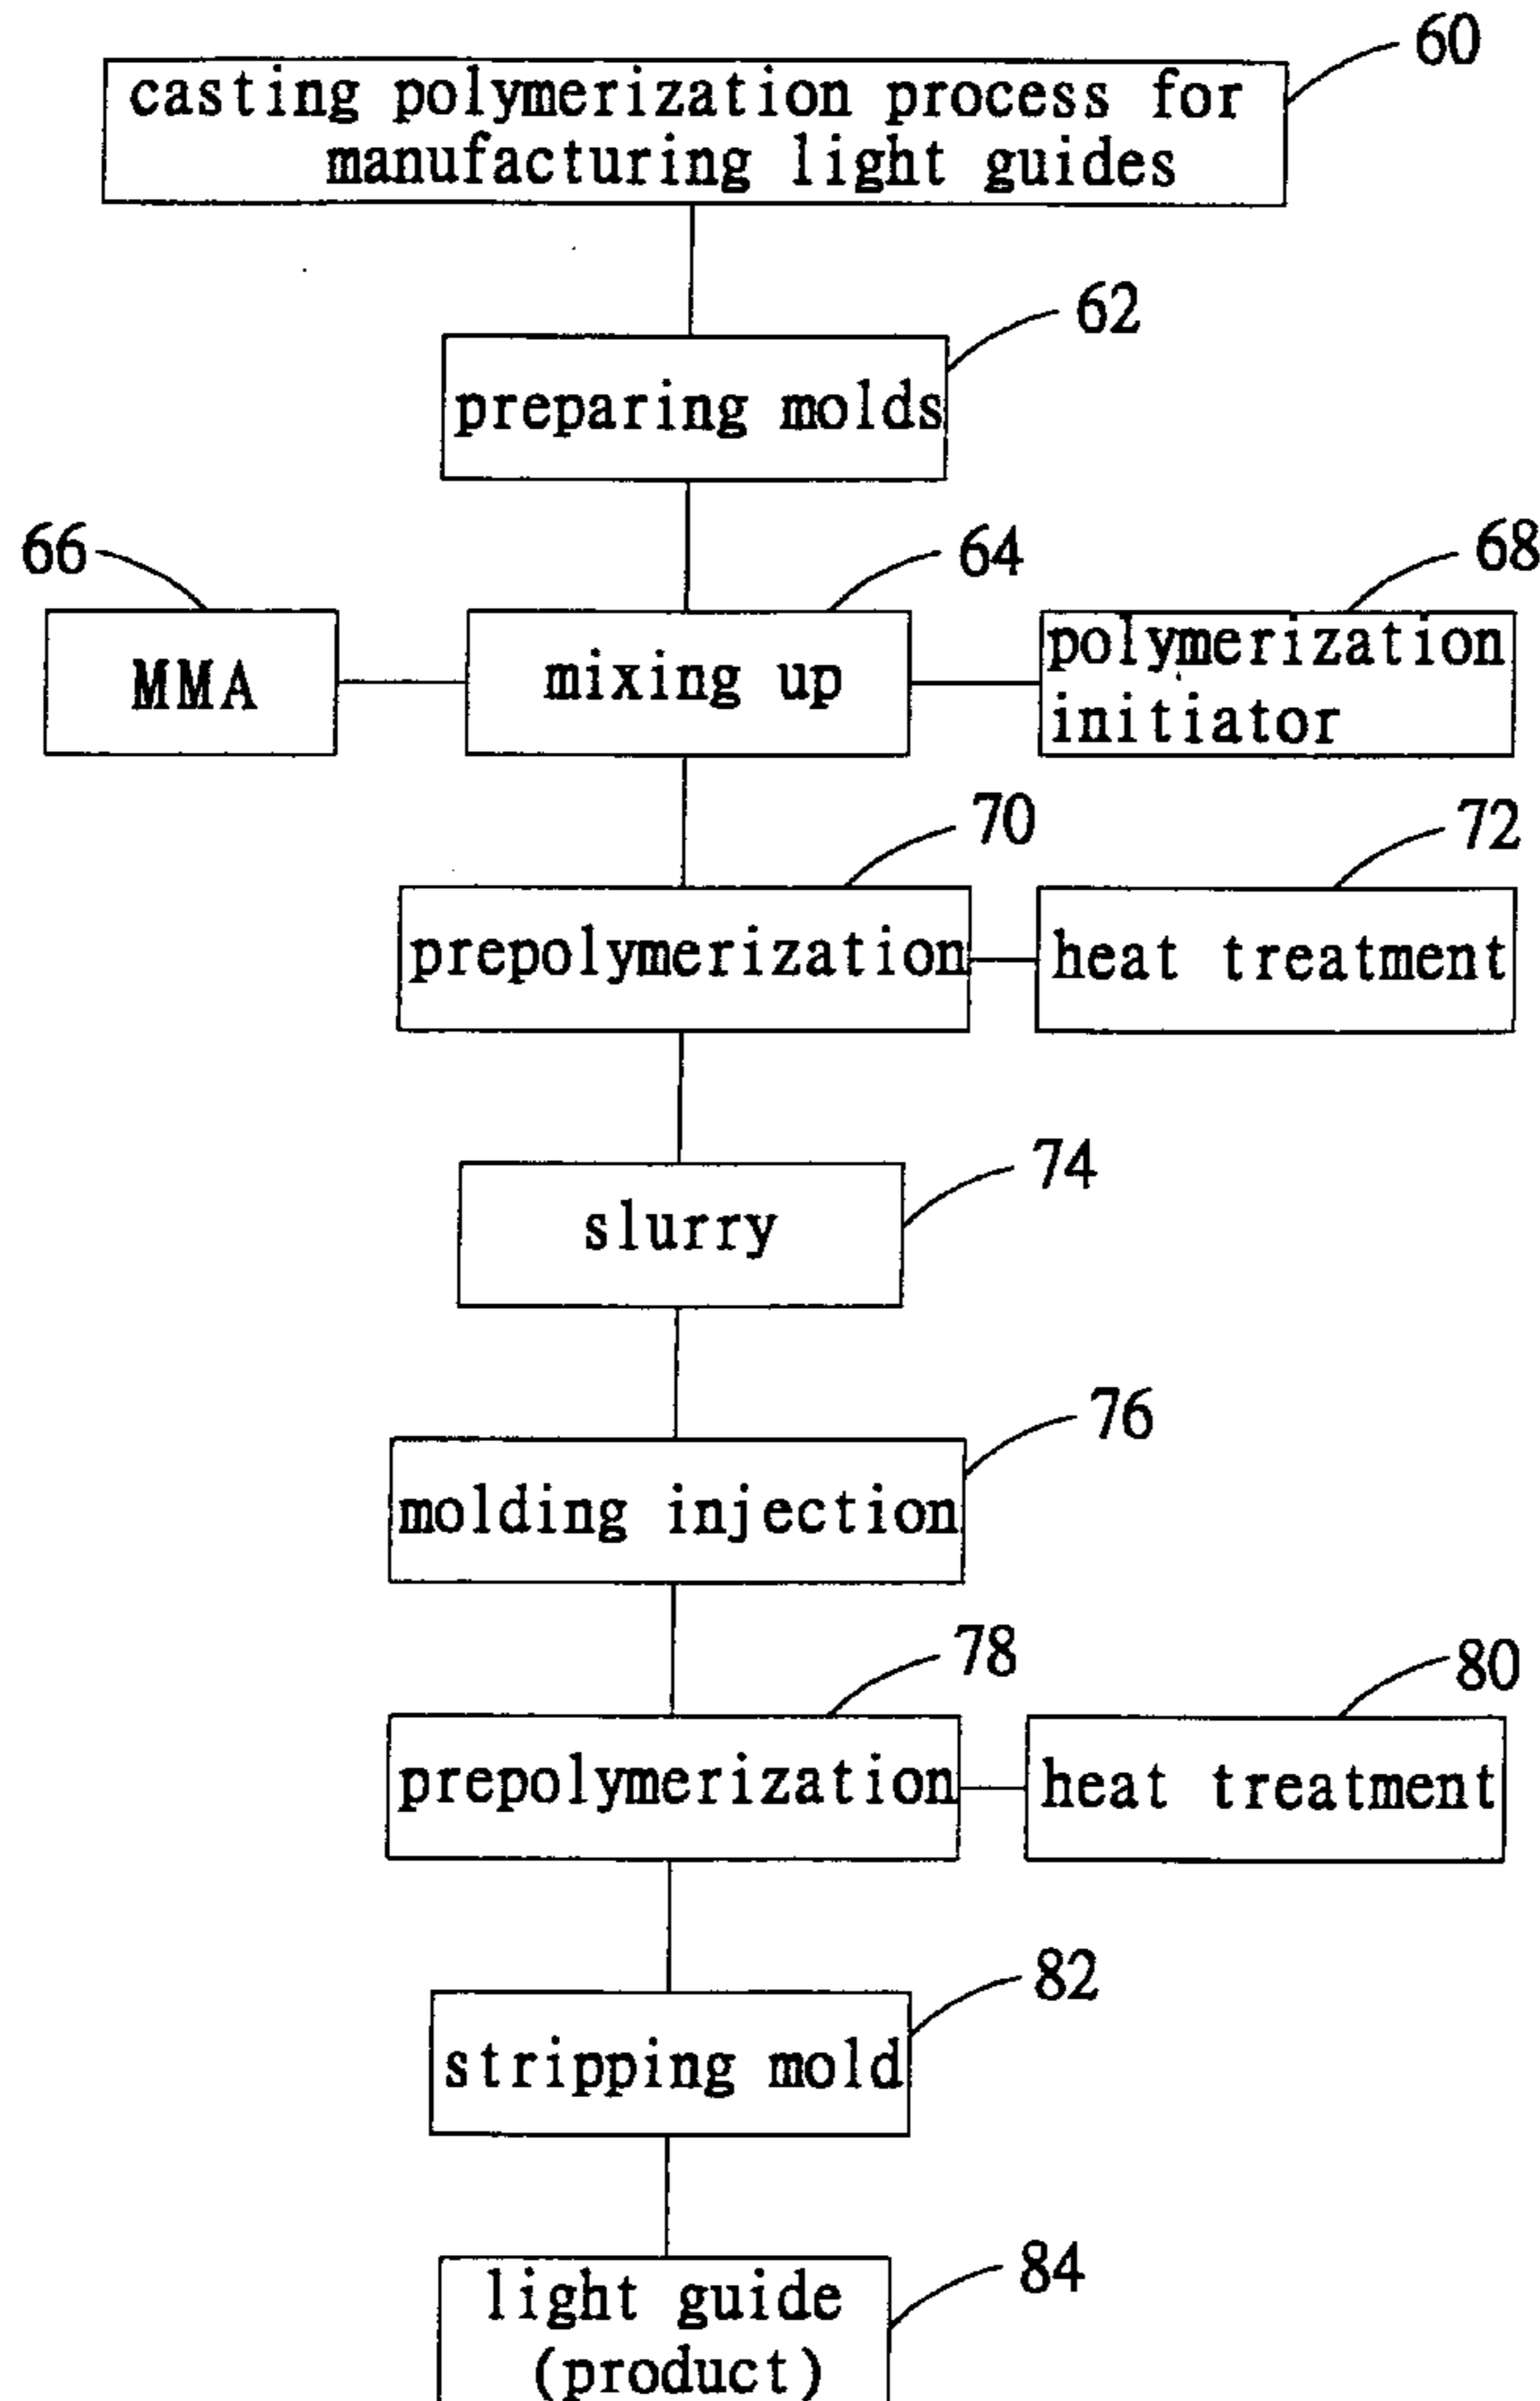 60
casting polymerization process for
manufacturing light guides
62
preparing molds
66
64
68
MMA
mixing up
polymerization
initiator
70
72
prepolymerization
heat treatment
74
slurry
76
molding injection
78
80
prepolymerization
heat treatment
82
stripping mold
84
light guide
(product)